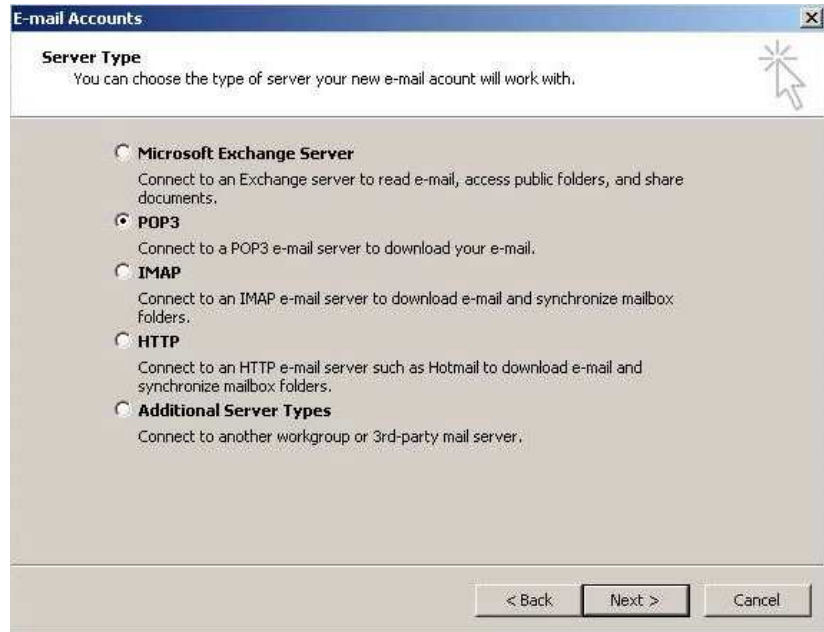 E-mail Accounts
Server Type
You can choose the type of server your new e-mail acount will work with.
Microsoft Exchange Server
Connect to an Exchange server to read e-mail, access public folders, and share
documents.
POP3
Connect to a POP3 e-mail server to download your e-mail.
IMAP
Connect to an IMAP e-mail server to download e-mail and synchronize mailbox
folders.
HTTP
Connect to an HTTP e-mail server such as Hotmail to download e-mail and
synchronize mailbox folders.
Additional Server Types
Connect to another workgroup or 3rd-party mail server.
< Back Next > Cancel